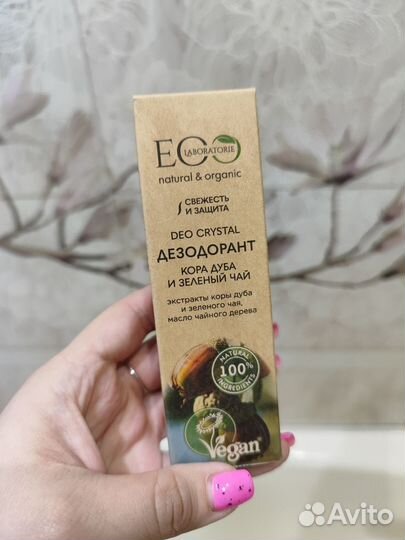 ECO
LABORATORIE
natural & organic
СВЕЖЕСТЬ
И ЗАЩИТА
DEO CRYSTAL
ДЕЗОДОРАНТ
КОРА ДУБА
И ЗЕЛЕНЫЙ ЧАЙ
экстракты коры дуба
и зеленого чая,
масло чайного дерева
NATURAL
100%
INGREDIENTS
Vegan
Avito